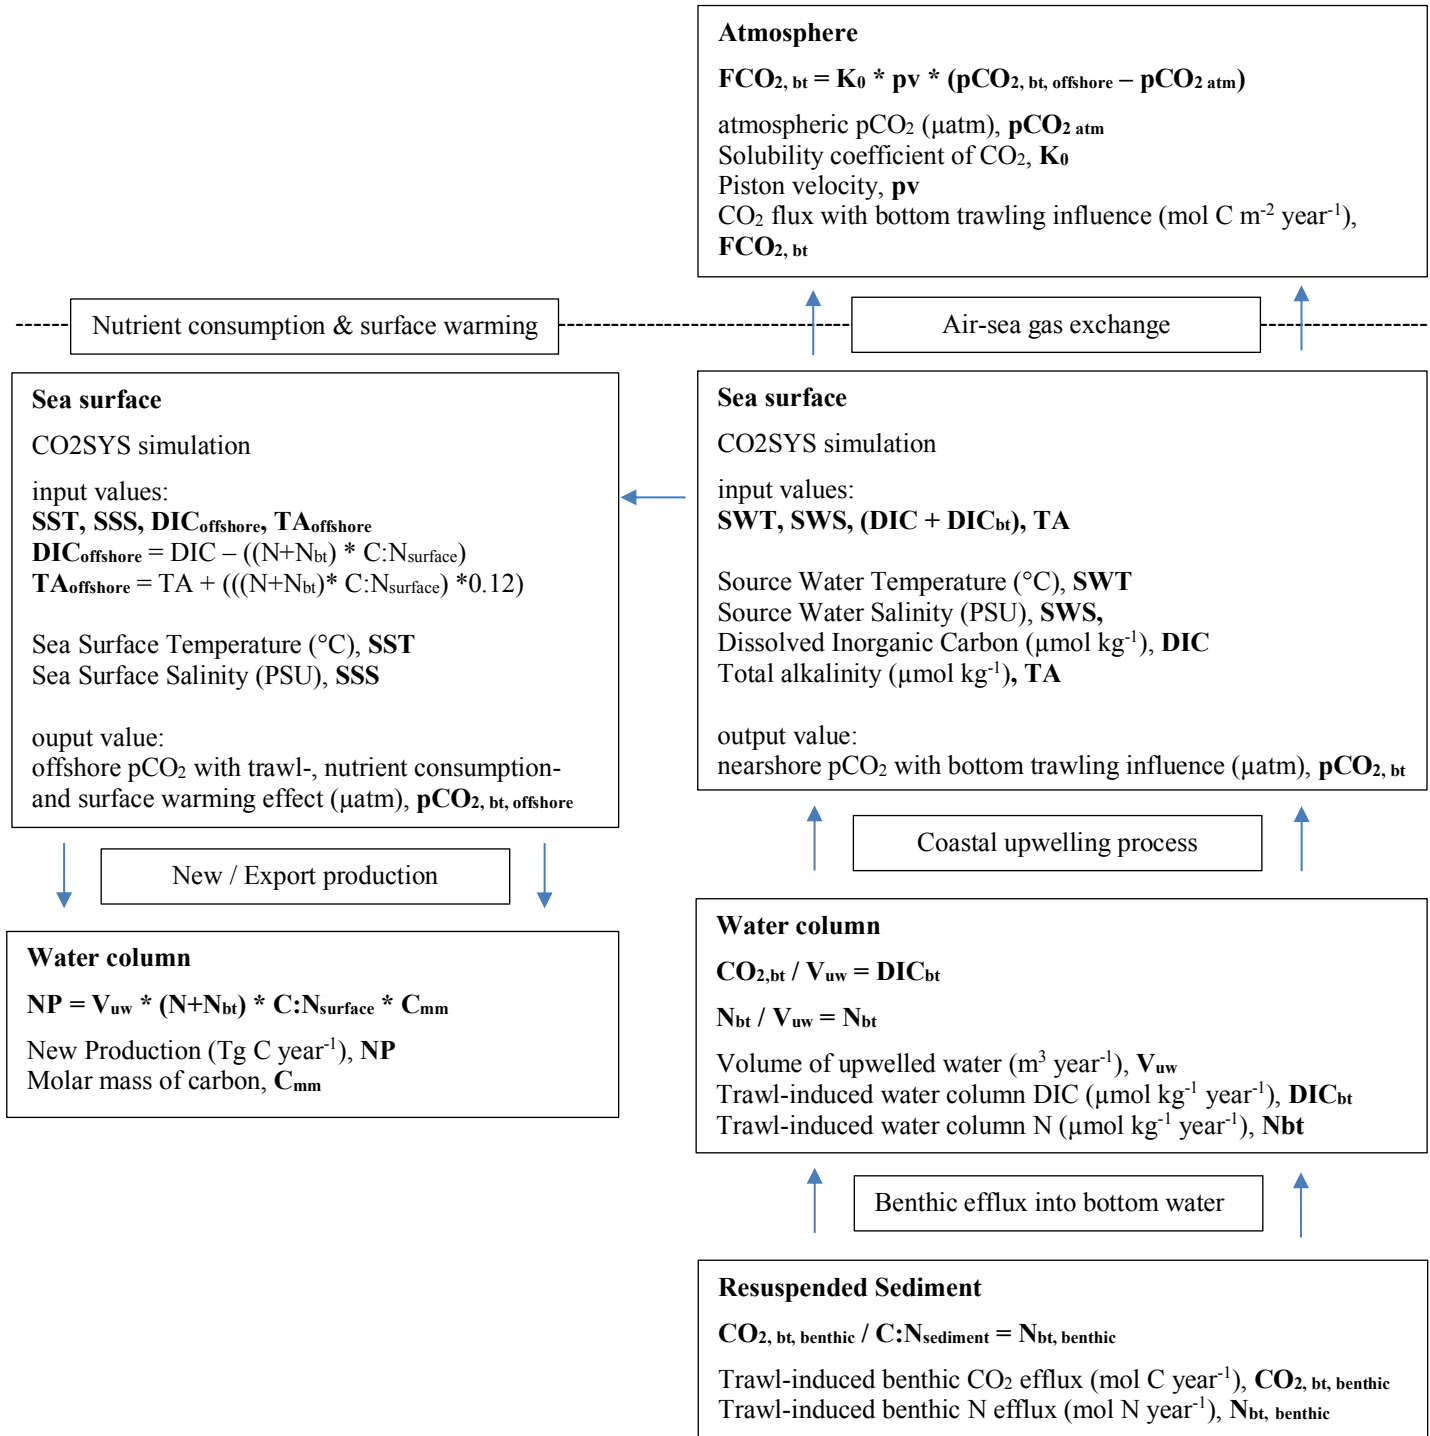 Atmosphere
FCO₂, bt = K₀ * pv * (pCO₂, bt, offshore – pCO₂ atm)
atmospheric pCO₂ (µatm), pCO₂ atm
Solubility coefficient of CO₂, K₀
Piston velocity, pv
CO₂ flux with bottom trawling influence (mol C m⁻² year⁻¹),
FCO₂, bt
Nutrient consumption & surface warming
Air-sea gas exchange
Sea surface
CO2SYS simulation
input values:
SST, SSS, DICoffshore, TAoffshore
DICoffshore = DIC – ((N+Nbt) * C:Nsurface)
TAoffshore = TA + (((N+Nbt)* C:Nsurface) *0.12)
Sea Surface Temperature (°C), SST
Sea Surface Salinity (PSU), SSS
ouput value:
offshore pCO₂ with trawl-, nutrient consumption-
and surface warming effect (µatm), pCO₂, bt, offshore
Sea surface
CO2SYS simulation
input values:
SWT, SWS, (DIC + DICbt), TA
Source Water Temperature (°C), SWT
Source Water Salinity (PSU), SWS,
Dissolved Inorganic Carbon (µmol kg⁻¹), DIC
Total alkalinity (µmol kg⁻¹), TA
output value:
nearshore pCO₂ with bottom trawling influence (µatm), pCO₂, bt
New / Export production
Coastal upwelling process
Water column
NP = Vuw * (N+Nbt) * C:Nsurface * Cmm
New Production (Tg C year⁻¹), NP
Molar mass of carbon, Cmm
Water column
CO₂,bt / Vuw = DICbt
Nbt / Vuw = Nbt
Volume of upwelled water (m³ year⁻¹), Vuw
Trawl-induced water column DIC (µmol kg⁻¹ year⁻¹), DICbt
Trawl-induced water column N (µmol kg⁻¹ year⁻¹), Nbt
Benthic efflux into bottom water
Resuspended Sediment
CO₂, bt, benthic / C:Nsediment = Nbt, benthic
Trawl-induced benthic CO₂ efflux (mol C year⁻¹), CO₂, bt, benthic
Trawl-induced benthic N efflux (mol N year⁻¹), Nbt, benthic